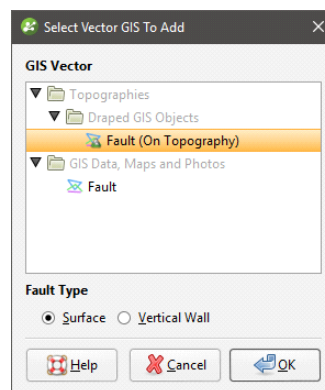 Select Vector GIS To Add
GIS Vector
Topographies
Draped GIS Objects
Fault (On Topography)
GIS Data, Maps and Photos
Fault
Fault Type
Surface Vertical Wall
Help Cancel OK